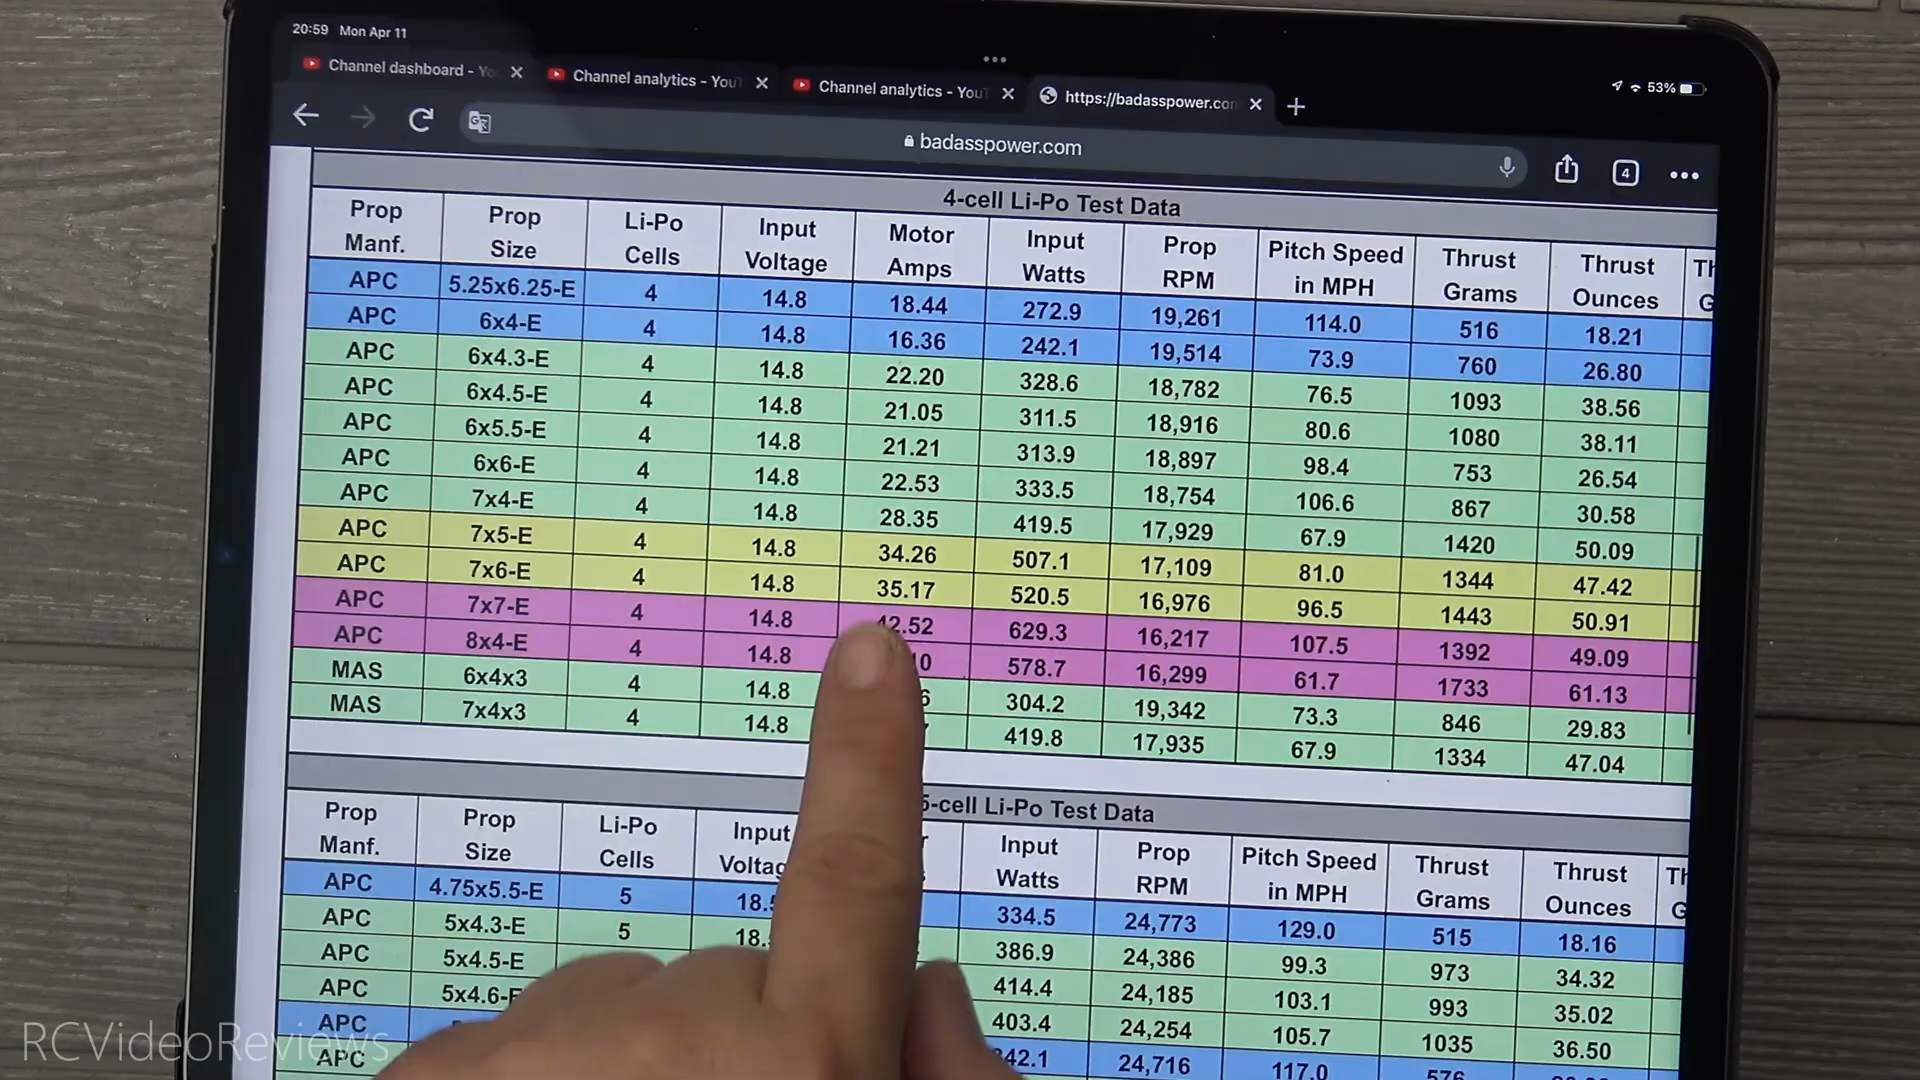 20:59 Mon Apr 11
53%
Channel dashboard - Yo
Channel analytics - YouT
Channel analytics - YouT
https://badasspower.con
badasspower.com
4
4-cell Li-Po Test Data
Prop Manf. Prop Size Li-Po Cells Input Voltage Motor Amps Input Watts Prop RPM Pitch Speed in MPH Thrust Grams Thrust Ounces
APC 5.25x6.25-E 4 14.8 18.44 272.9 19,261 114.0 516 18.21
APC 6x4-E 4 14.8 16.36 242.1 19,514 73.9 760 26.80
APC 6x4.3-E 4 14.8 22.20 328.6 18,782 76.5 1093 38.56
APC 6x4.5-E 4 14.8 21.05 311.5 18,916 80.6 1080 38.11
APC 6x5.5-E 4 14.8 21.21 313.9 18,897 98.4 753 26.54
APC 6x6-E 4 14.8 22.53 333.5 18,754 106.6 867 30.58
APC 7x4-E 4 14.8 28.35 419.5 17,929 67.9 1420 50.09
APC 7x5-E 4 14.8 34.26 507.1 17,109 81.0 1344 47.42
APC 7x6-E 4 14.8 35.17 520.5 16,976 96.5 1443 50.91
APC 7x7-E 4 14.8 42.52 629.3 16,217 107.5 1392 49.09
APC 8x4-E 4 14.8 10 578.7 16,299 61.7 1733 61.13
MAS 6x4x3 4 14.8 6 304.2 19,342 73.3 846 29.83
MAS 7x4x3 4 14.8 419.8 17,935 67.9 1334 47.04
5-cell Li-Po Test Data
Prop Manf. Prop Size Li-Po Cells Input Input Watts Prop RPM Pitch Speed in MPH Thrust Grams Thrust Ounces
APC 4.75x5.5-E 5 18.5 334.5 24,773 129.0 515 18.16
APC 5x4.3-E 5 18. 386.9 24,386 99.3 973 34.32
APC 5x4.5-E 414.4 24,185 103.1 993 35.02
APC 5x4.6-E 403.4 24,254 105.7 1035 36.50
APC 42.1 24,716 117.0 576
APC
RCVideoReviews